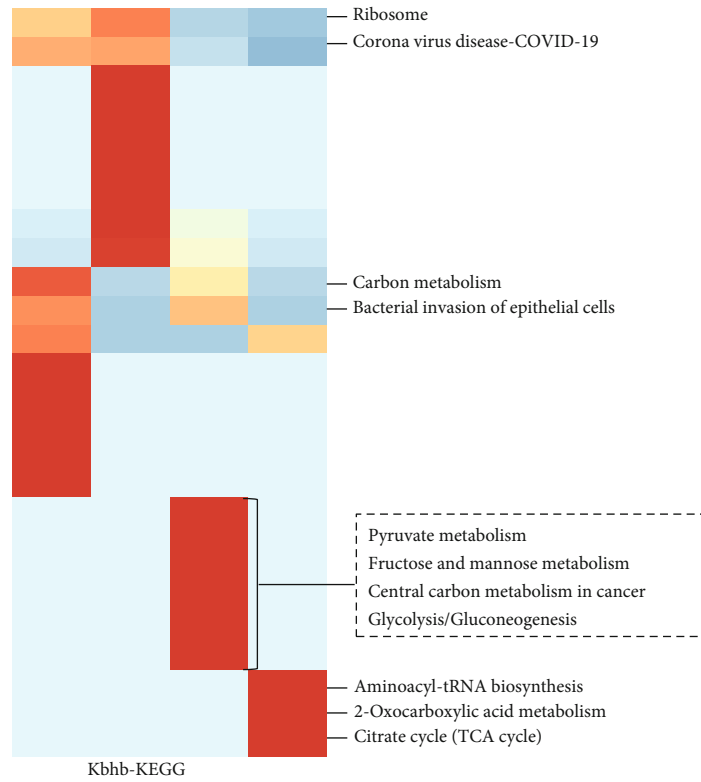 Ribosome
Corona virus disease-COVID-19
Carbon metabolism
Bacterial invasion of epithelial cells
Pyruvate metabolism
Fructose and mannose metabolism
Central carbon metabolism in cancer
Glycolysis/Gluconeogenesis
Aminoacyl-tRNA biosynthesis
2-Oxocarboxylic acid metabolism
Citrate cycle (TCA cycle)
Kbhb-KEGG